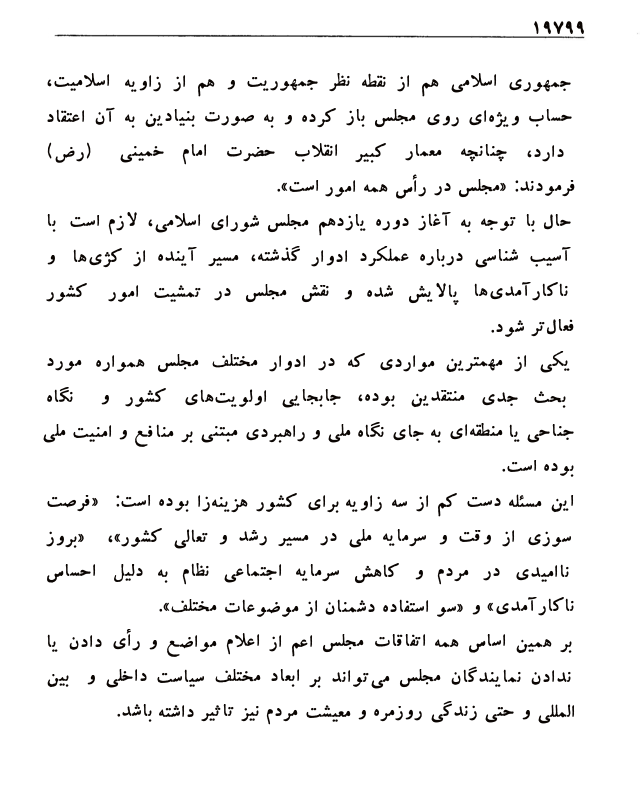 ۱۹۷۹۹
جمهوری اسلامی هم از نقطه نظر جمهوریت و هم از زاویه اسلامیت،
حساب ویژه‌ای روی مجلس باز کرده و به صورت بنیادین به آن اعتقاد
دارد، چنانچه معمار کبیر انقلاب حضرت امام خمینی (رض)
فرمودند: «مجلس در رأس همه امور است».
حال با توجه به آغاز دوره یازدهم مجلس شورای اسلامی، لازم است با
آسیب شناسی درباره عملکرد ادوار گذشته، مسیر آینده از کژی‌ها و
ناکارآمدی‌ها پالایش شده و نقش مجلس در تمشیت امور کشور
فعال‌تر شود.
یکی از مهمترین مواردی که در ادوار مختلف مجلس همواره مورد
بحث جدی منتقدین بوده، جابجایی اولویت‌های کشور و نگاه
جناحی یا منطقه‌ای به جای نگاه ملی و راهبردی مبتنی بر منافع و امنیت ملی
بوده است.
این مسئله دست کم از سه زاویه برای کشور هزینه‌زا بوده است: «فرصت
سوزی از وقت و سرمایه ملی در مسیر رشد و تعالی کشور»، «بروز
ناامیدی در مردم و کاهش سرمایه اجتماعی نظام به دلیل احساس
ناکارآمدی» و «سو استفاده دشمنان از موضوعات مختلف».
بر همین اساس همه اتفاقات مجلس اعم از اعلام مواضع و رأی دادن یا
ندادن نمایندگان مجلس می‌تواند بر ابعاد مختلف سیاست داخلی و بین
المللی و حتی زندگی روزمره و معیشت مردم نیز تاثیر داشته باشد.